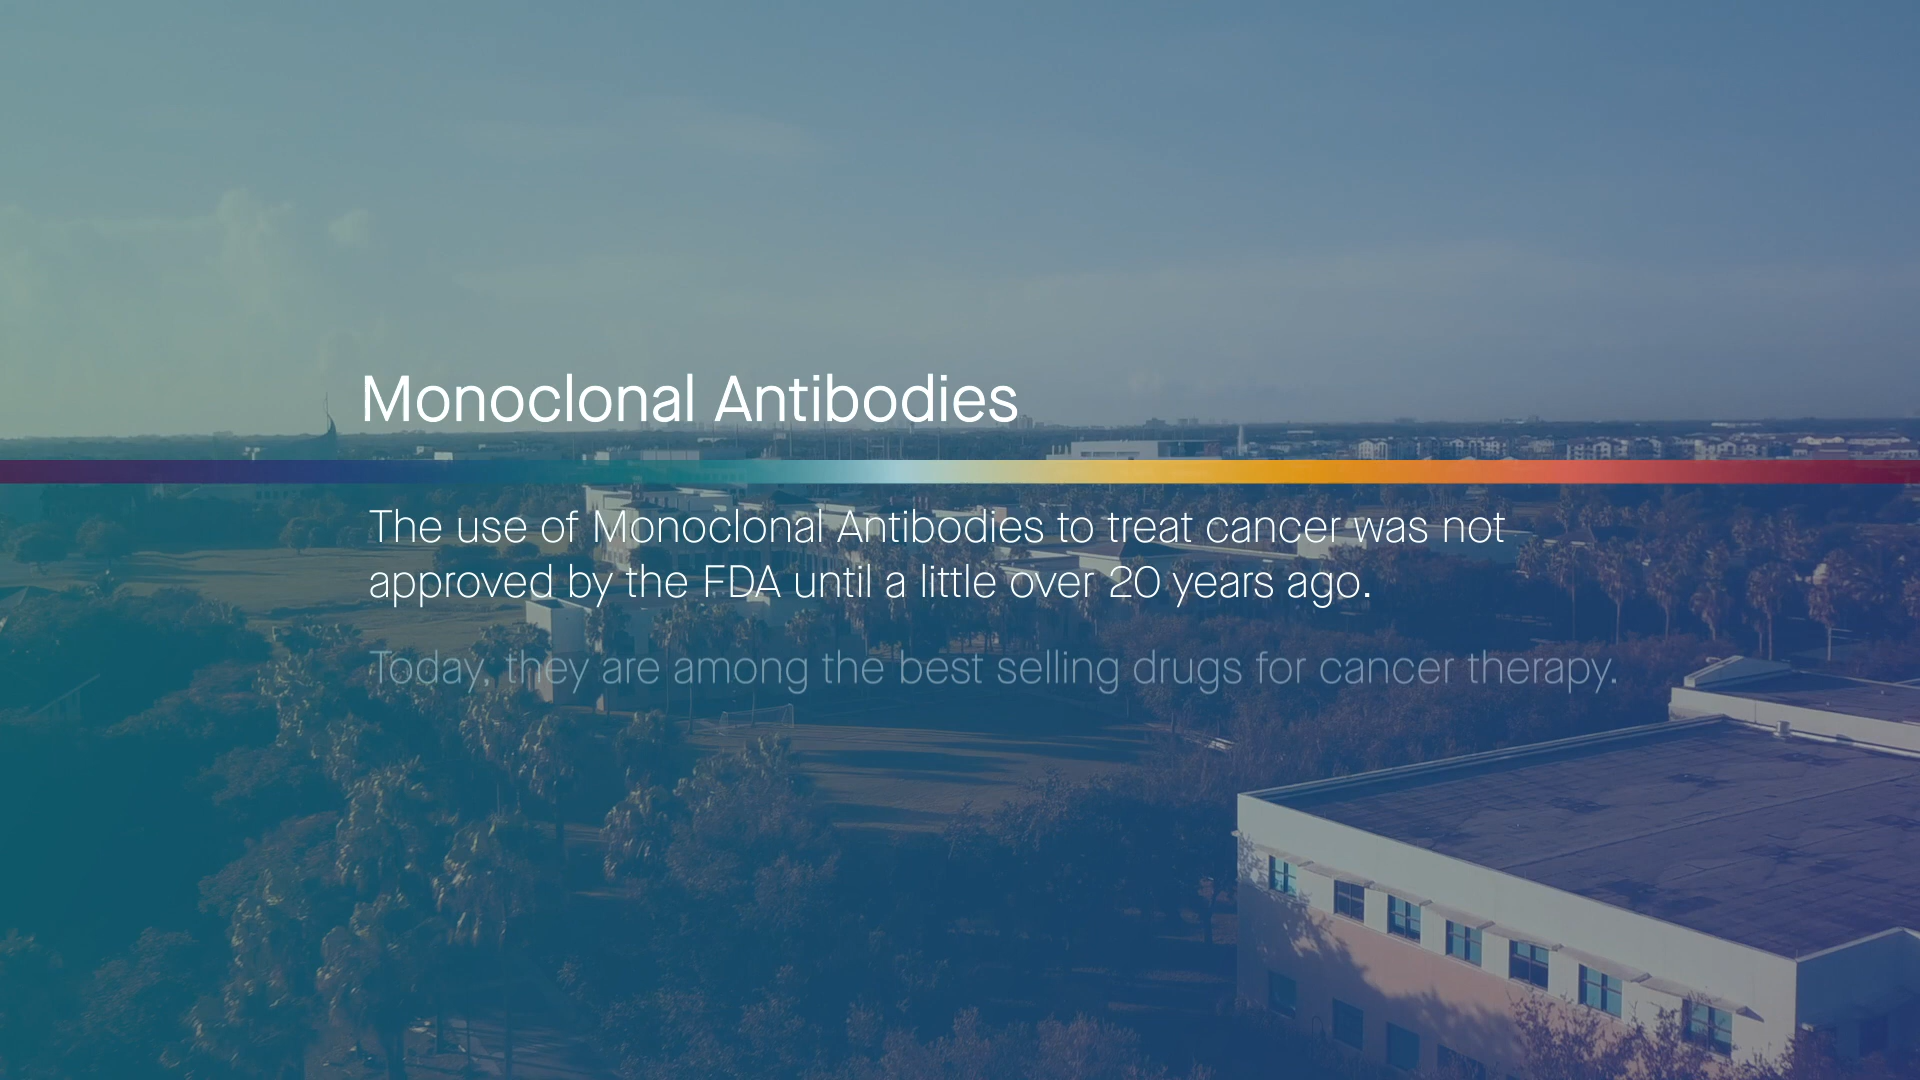 Monoclonal Antibodies
The use of Monoclonal Antibodies to treat cancer was not
approved by the FDA until a little over 20 years ago.
Today, they are among the best selling drugs for cancer therapy.